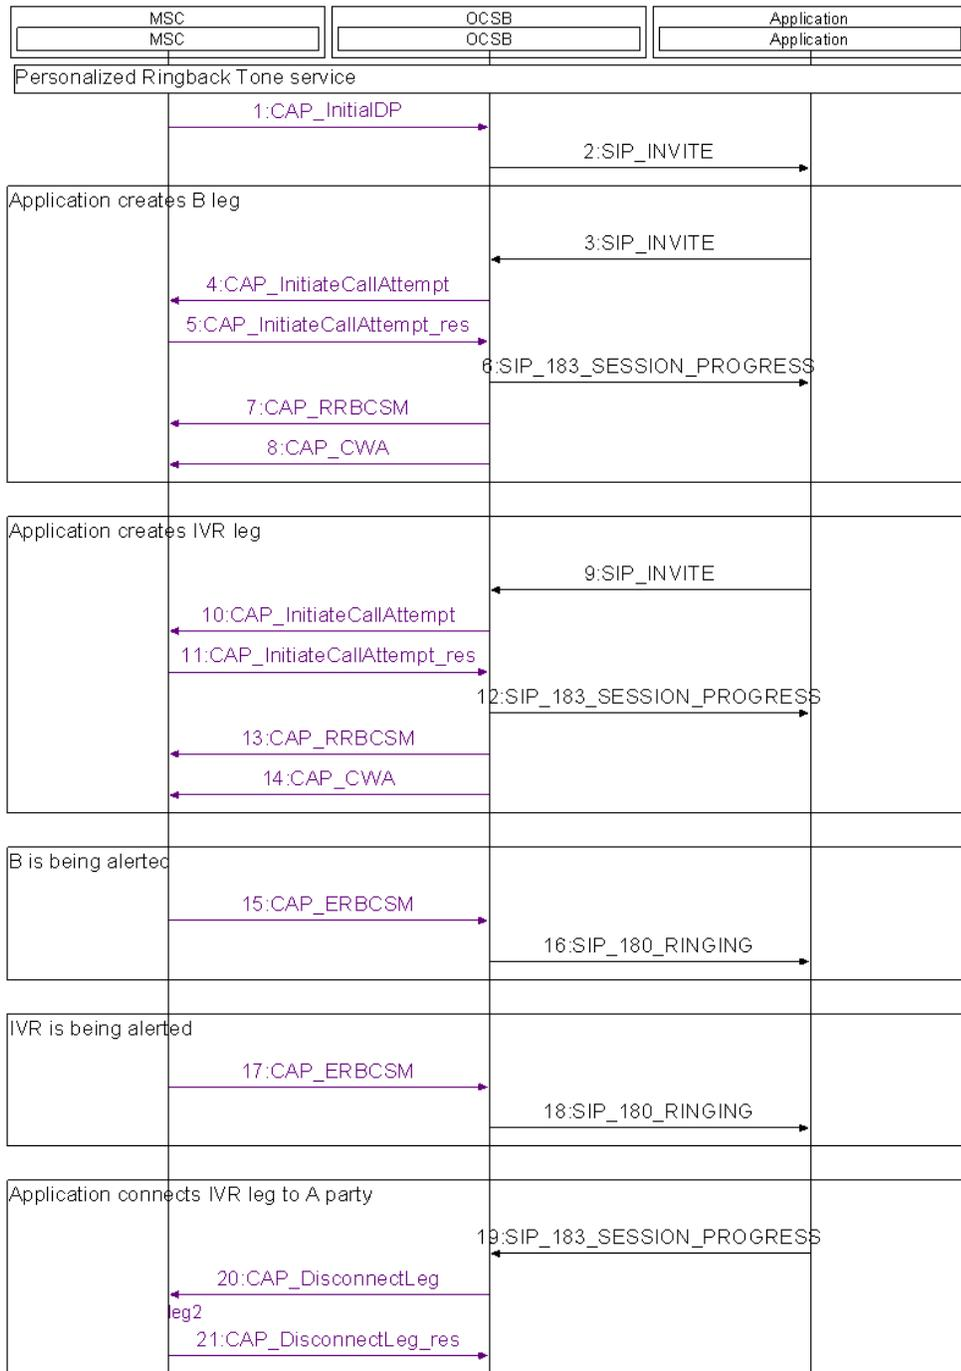 MSC OCSB Application
MSC OCSB Application
Personalized Ringback Tone service
1:CAP_InitialDP
2:SIP_INVITE
Application creates B leg
3:SIP_INVITE
4:CAP_InitiateCallAttempt
5:CAP_InitiateCallAttempt_res
6:SIP_183_SESSION_PROGRESS
7:CAP_RRBCSM
8:CAP_CWA
Application creates IVR leg
9:SIP_INVITE
10:CAP_InitiateCallAttempt
11:CAP_InitiateCallAttempt_res
12:SIP_183_SESSION_PROGRESS
13:CAP_RRBCSM
14:CAP_CWA
B is being alerted
15:CAP_ERBCSM
16:SIP_180_RINGING
IVR is being alerted
17:CAP_ERBCSM
18:SIP_180_RINGING
Application connects IVR leg to A party
19:SIP_183_SESSION_PROGRESS
20:CAP_DisconnectLeg
leg2
21:CAP_DisconnectLeg_res